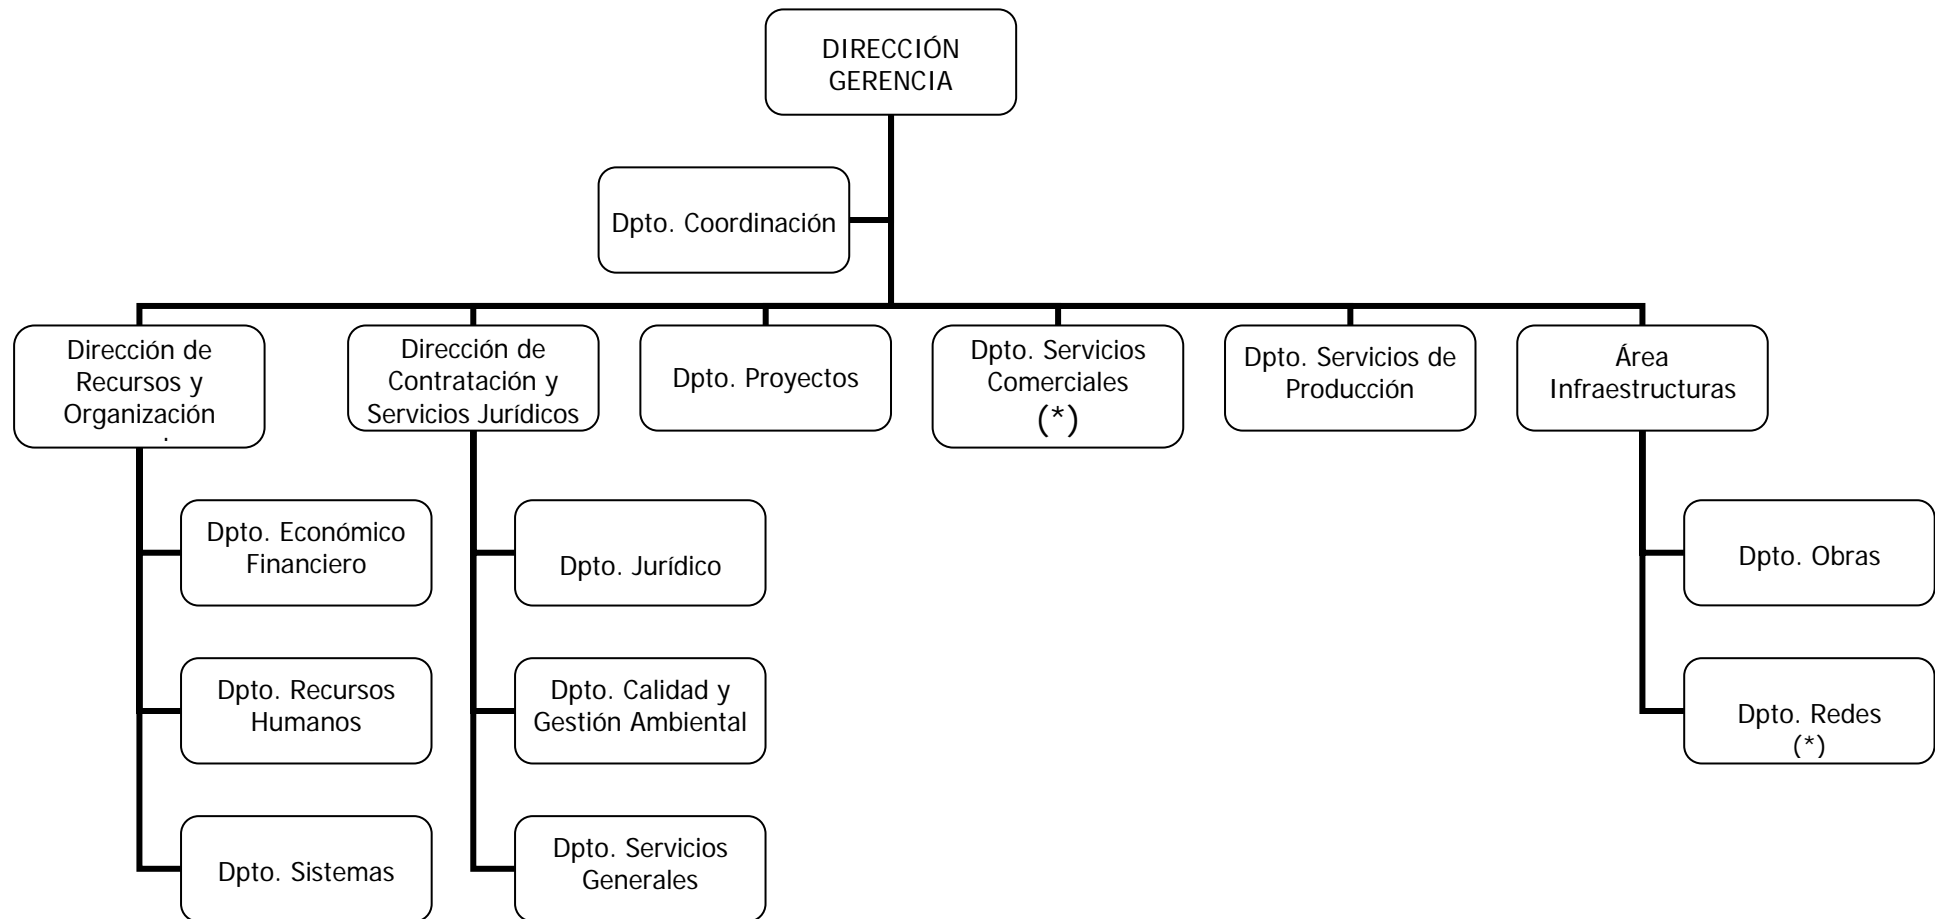 DIRECCIÓN
GERENCIA
Dpto. Coordinación
Dirección de
Recursos y
Organización
.
Dirección de
Contratación y
Servicios Jurídicos
Dpto. Proyectos
Dpto. Servicios
Comerciales
(*)
Dpto. Servicios de
Producción
Área
Infraestructuras
Dpto. Económico
Financiero
Dpto. Jurídico
Dpto. Obras
Dpto. Recursos
Humanos
Dpto. Calidad y
Gestión Ambiental
Dpto. Redes
(*)
Dpto. Sistemas
Dpto. Servicios
Generales